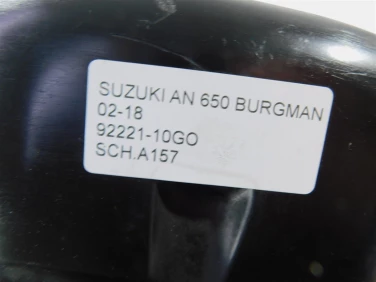 SUZUKI AN 650 BURGMAN
02-18
92221-10GO
SCH.A157